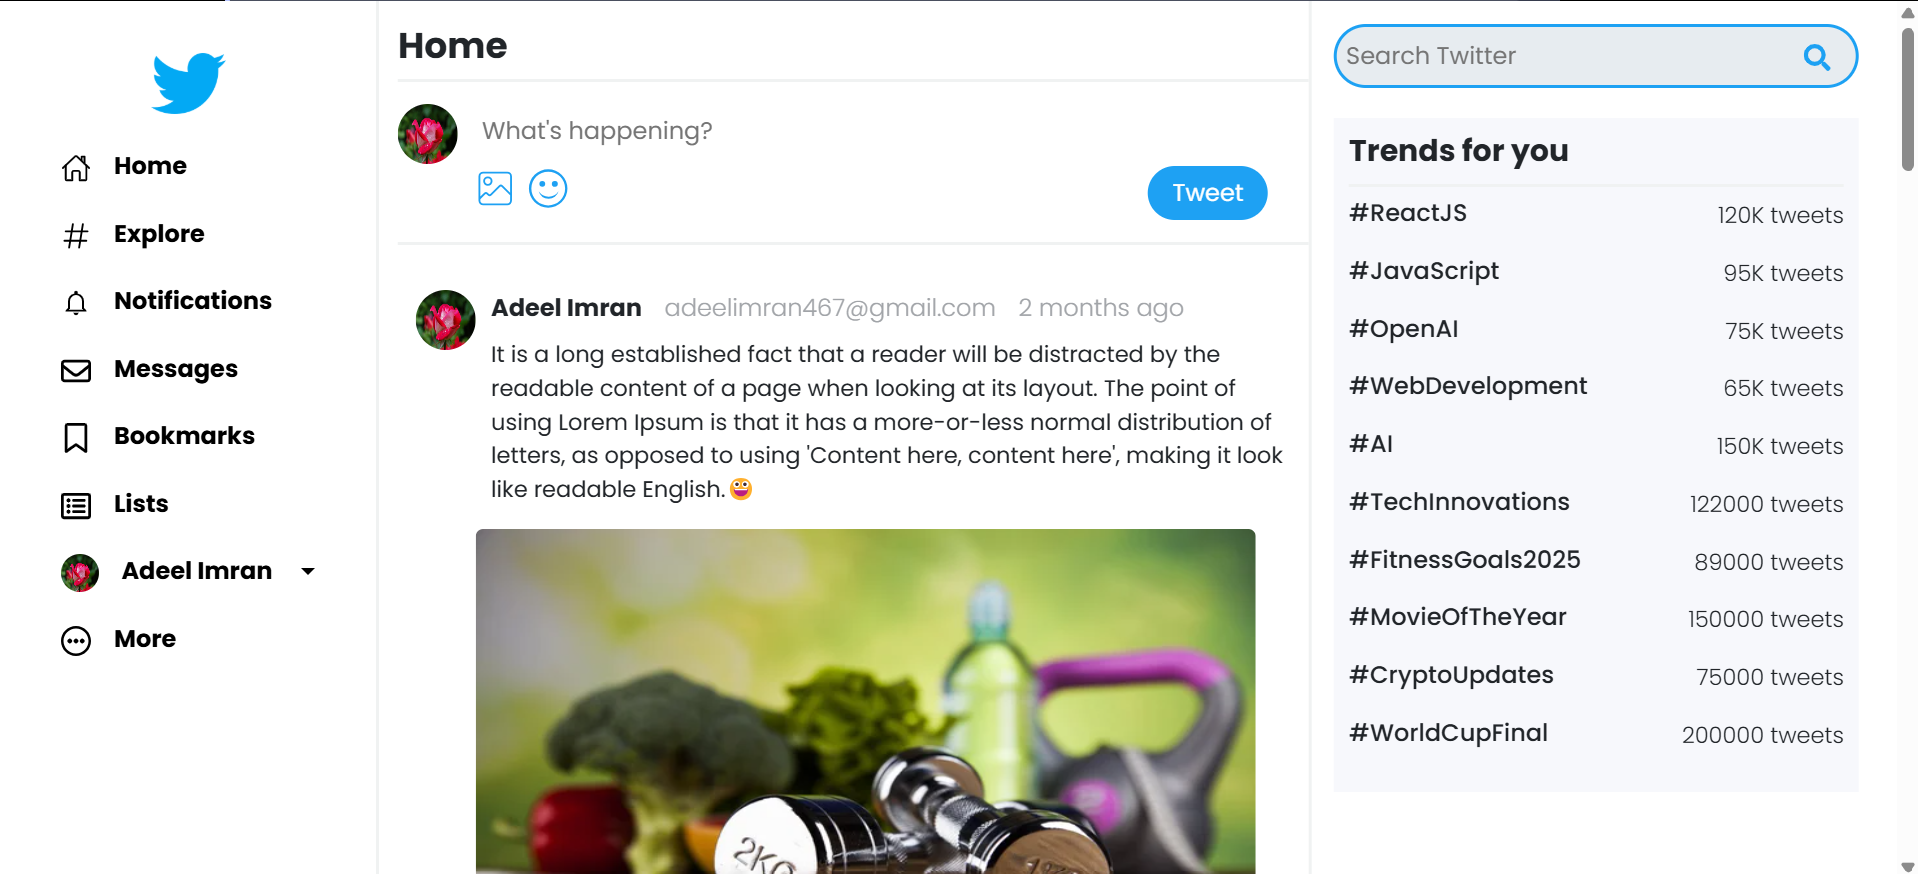 Home
Explore
Notifications
Messages
Bookmarks
Lists
Adeel Imran
More
Home
What's happening?
Tweet
Adeel Imran adeelimran467@gmail.com 2 months ago
It is a long established fact that a reader will be distracted by the
readable content of a page when looking at its layout. The point of
using Lorem Ipsum is that it has a more-or-less normal distribution of
letters, as opposed to using 'Content here, content here', making it look
like readable English.😀
2KG
Search Twitter
Trends for you
#ReactJS 120K tweets
#JavaScript 95K tweets
#OpenAI 75K tweets
#WebDevelopment 65K tweets
#AI 150K tweets
#TechInnovations 122000 tweets
#FitnessGoals2025 89000 tweets
#MovieOfTheYear 150000 tweets
#CryptoUpdates 75000 tweets
#WorldCupFinal 200000 tweets